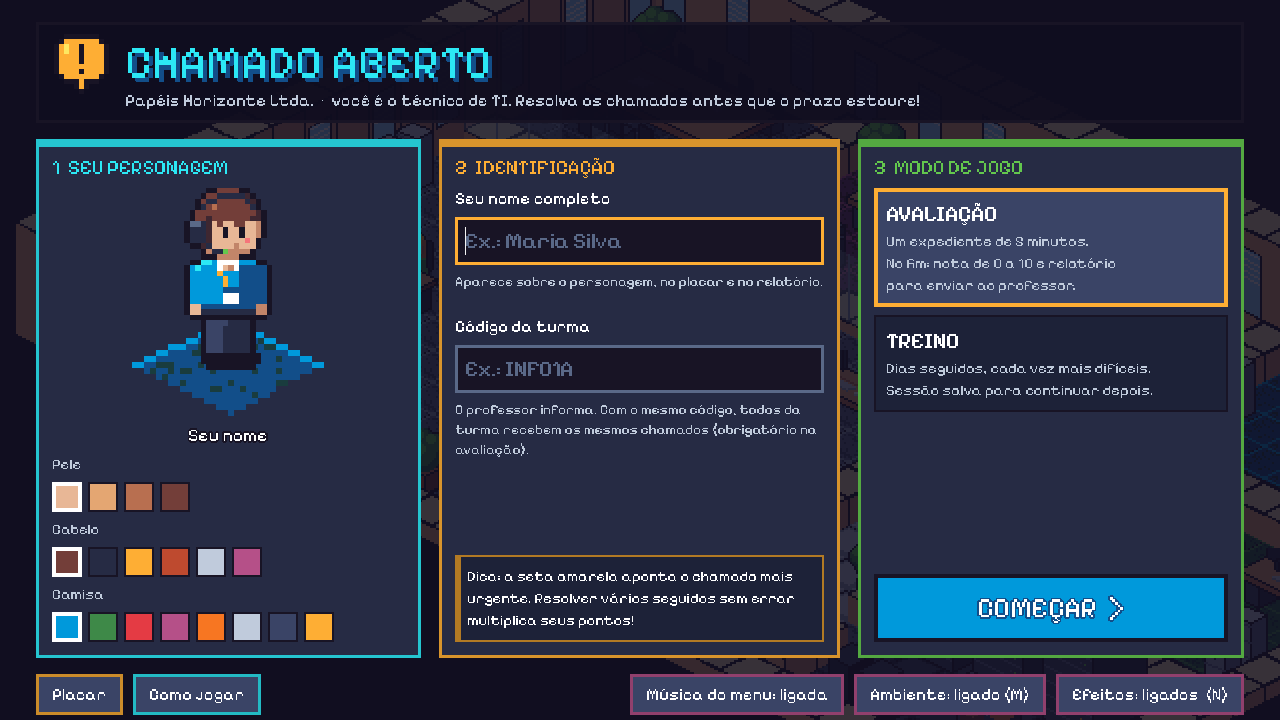 CHAMADO ABERTO
Papéis Horizonte Ltda. · você é o técnico de TI. Resolva os chamados antes que o prazo estoure!
1 SEU PERSONAGEM
Seu nome
Pele
Cabelo
Camisa
2 IDENTIFICAÇÃO
Seu nome completo
Ex.: Maria Silva
Aparece sobre o personagem, no placar e no relatório.
Código da turma
Ex.: INFO1A
O professor informa. Com o mesmo código, todos da
turma recebem os mesmos chamados (obrigatório na
avaliação).
Dica: a seta amarela aponta o chamado mais
urgente. Resolver vários seguidos sem errar
multiplica seus pontos!
3 MODO DE JOGO
AVALIAÇÃO
Um expediente de 8 minutos.
No fim: nota de 0 a 10 e relatório
para enviar ao professor.
TREINO
Dias seguidos, cada vez mais difíceis.
Sessão salva para continuar depois.
COMEÇAR >
Placar
Como jogar
Música do menu: ligada
Ambiente: ligado (M)
Efeitos: ligados (N)